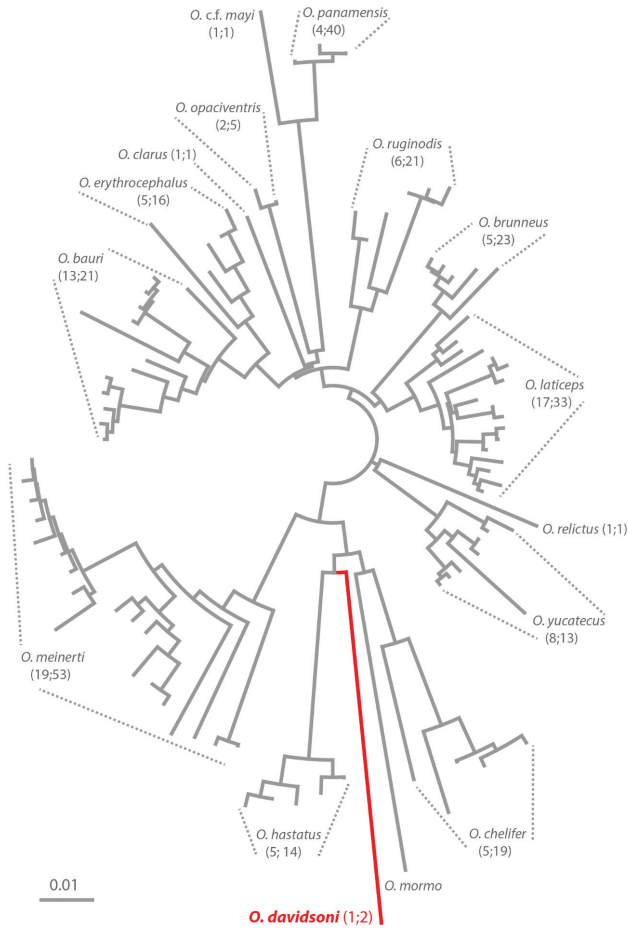 O. c.f. mayi
(1;1)
O. panamensis
(4;40)
O. opaciventris
(2;5)
O. clarus (1;1)
O. ruginodis
(6;21)
O. erythrocephalus
(5;16)
O. brunneus
(5;23)
O. bauri
(13;21)
O. laticeps
(17;33)
O. relictus (1;1)
O. yucatecus
(8;13)
O. meinerti
(19;53)
O. hastatus
(5; 14)
O. chelifer
(5;19)
O. mormo
0.01
O. davidsoni (1;2)